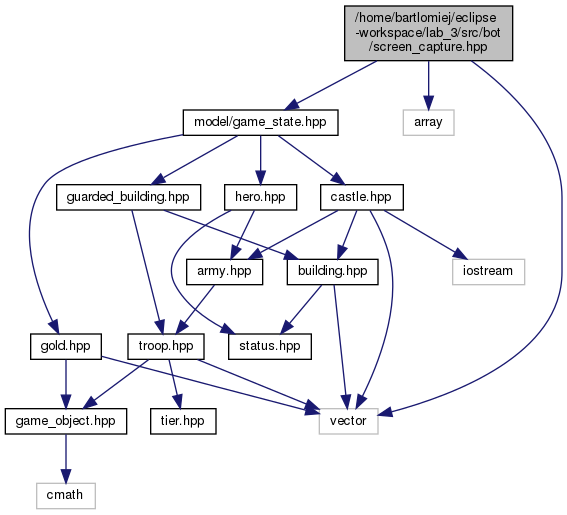 /home/bartlomiej/eclipse
-workspace/lab_3/src/bot
/screen_capture.hpp
model/game_state.hpp
array
guarded_building.hpp
hero.hpp
castle.hpp
army.hpp
building.hpp
iostream
gold.hpp
troop.hpp
status.hpp
game_object.hpp
tier.hpp
vector
cmath